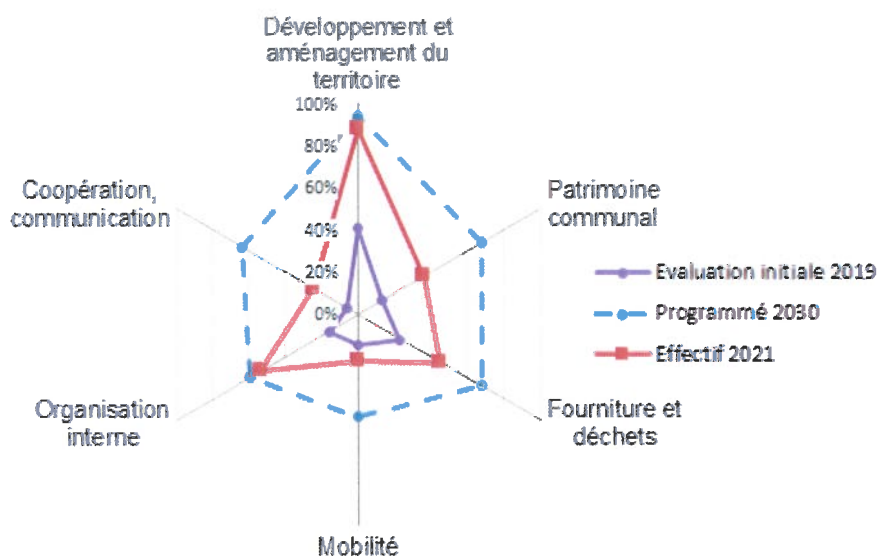 Développement et
aménagement du
territoire
100%
80%
60%
40%
20%
0%
Coopération,
communication
Patrimoine
communal
Evaluation initiale 2019
Programmé 2030
Effectif 2021
Organisation
interne
Fourniture et
déchets
Mobilité